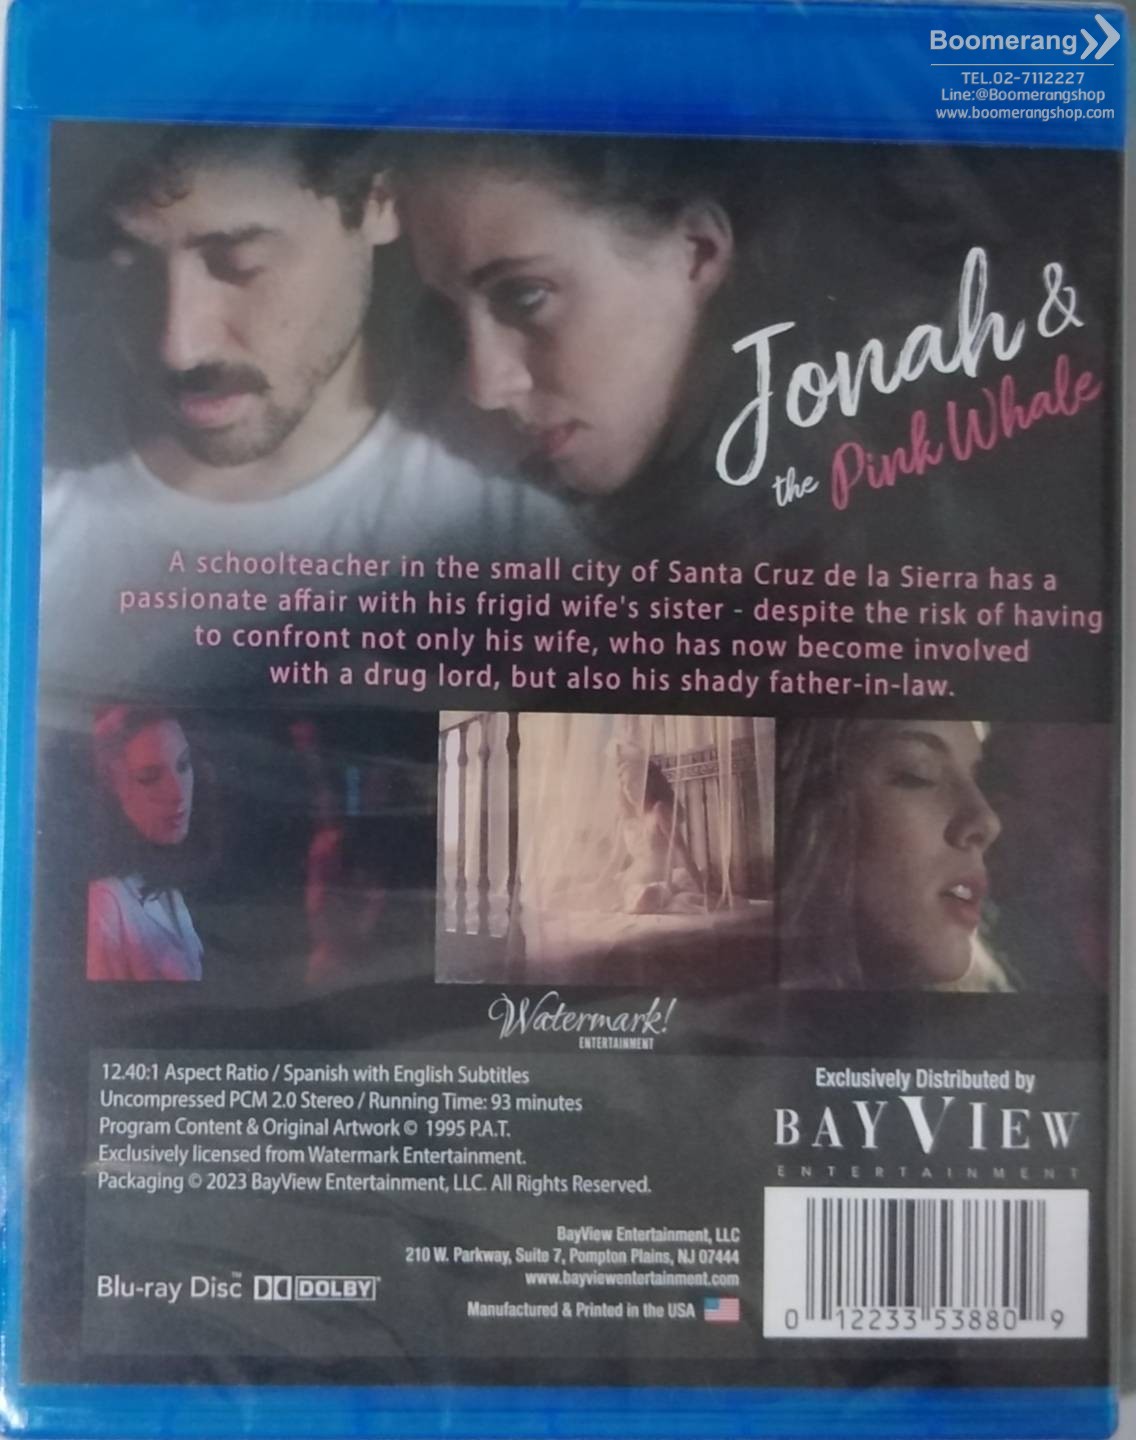 Boomerang
TEL.02-7112227
Line:@Boomerangshop
www.boomerangshop.com
Jonah &
the Pink Whale
A schoolteacher in the small city of Santa Cruz de la Sierra has a
passionate affair with his frigid wife's sister - despite the risk of having
to confront not only his wife, who has now become involved
with a drug lord, but also his shady father-in-law.
Watermark!
ENTERTAINMENT
12.40:1 Aspect Ratio / Spanish with English Subtitles
Uncompressed PCM 2.0 Stereo / Running Time: 93 minutes
Program Content & Original Artwork © 1995 P.A.T.
Exclusively licensed from Watermark Entertainment.
Packaging © 2023 BayView Entertainment, LLC. All Rights Reserved.
Exclusively Distributed by
BAYVIEW
ENTERTAINMENT
BayView Entertainment, LLC
210 W. Parkway, Suite 7, Pompton Plains, NJ 07444
www.bayviewentertainment.com
Manufactured & Printed in the USA
Blu-ray Disc™ DOLBY®
0 12233 53880 9